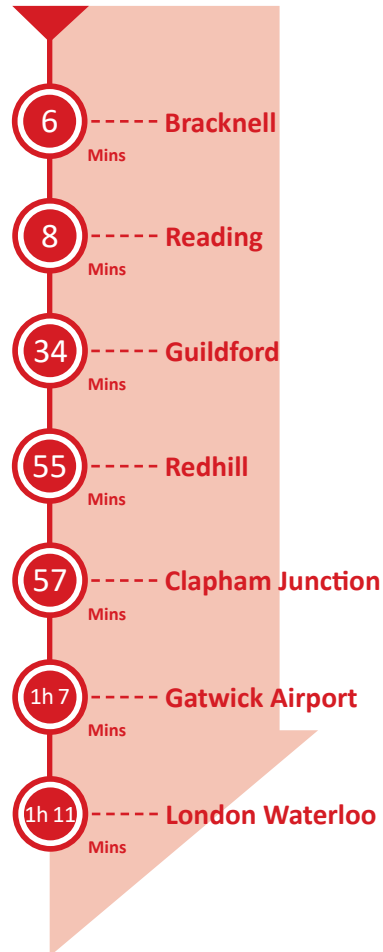 6 Bracknell
Mins
8 Reading
Mins
34 Guildford
Mins
55 Redhill
Mins
57 Clapham Junction
Mins
1h 7 Gatwick Airport
Mins
1h 11 London Waterloo
Mins